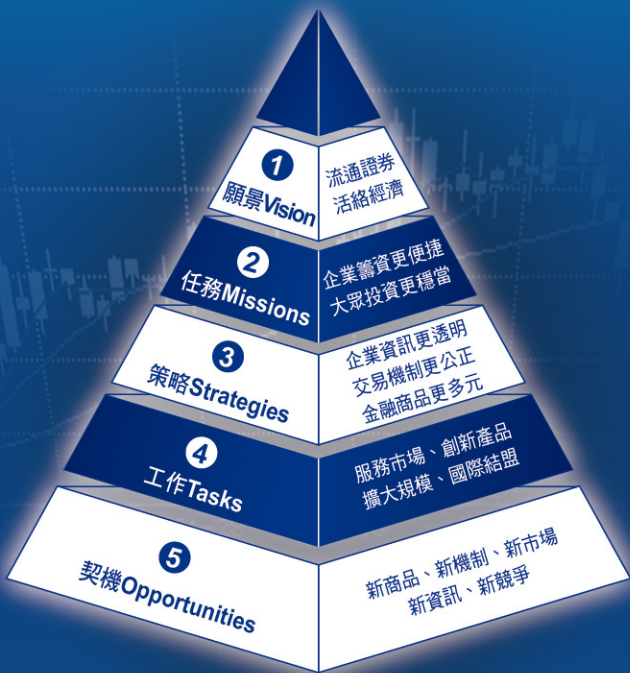 1
願景Vision
流通證券
活絡經濟
2
任務Missions
企業籌資更便捷
大眾投資更穩當
3
策略Strategies
企業資訊更透明
交易機制更公正
金融商品更多元
4
工作Tasks
服務市場、創新產品
擴大規模、國際結盟
5
契機Opportunities
新商品、新機制、新市場
新資訊、新競爭